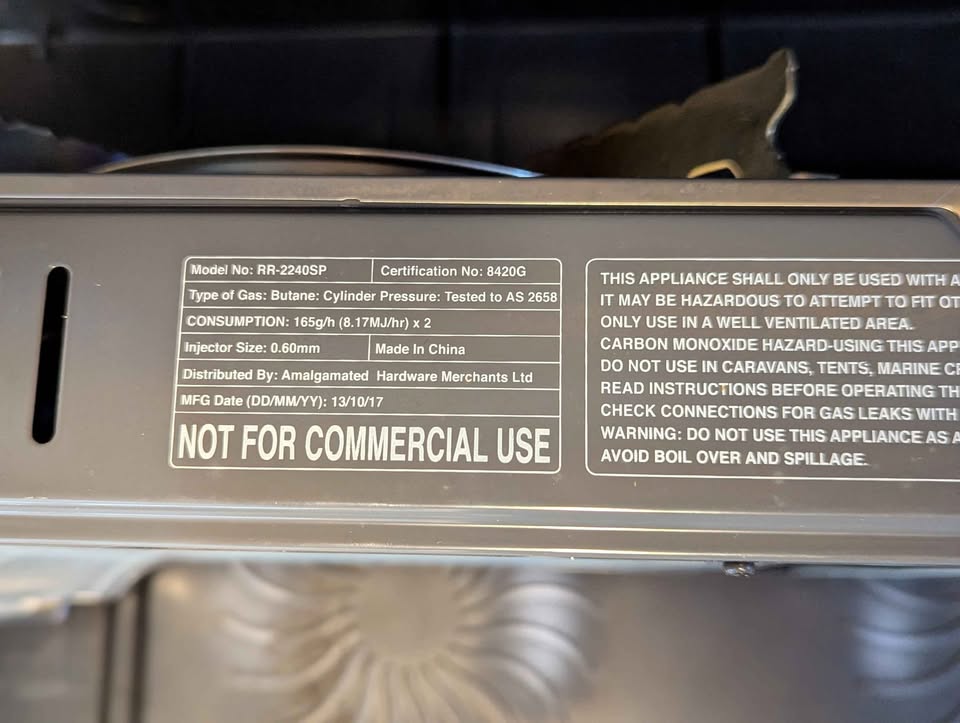 Model No: RR-2240SP Certification No: 8420G
Type of Gas: Butane: Cylinder Pressure: Tested to AS 2658
CONSUMPTION: 165g/h (8.17MJ/hr) x 2
Injector Size: 0.60mm Made In China
Distributed By: Amalgamated Hardware Merchants Ltd
MFG Date (DD/MM/YY): 13/10/17
NOT FOR COMMERCIAL USE
THIS APPLIANCE SHALL ONLY BE USED WITH A
IT MAY BE HAZARDOUS TO ATTEMPT TO FIT OT
ONLY USE IN A WELL VENTILATED AREA.
CARBON MONOXIDE HAZARD-USING THIS APP
DO NOT USE IN CARAVANS, TENTS, MARINE CR
READ INSTRUCTIONS BEFORE OPERATING TH
CHECK CONNECTIONS FOR GAS LEAKS WITH
WARNING: DO NOT USE THIS APPLIANCE AS A
AVOID BOIL OVER AND SPILLAGE.